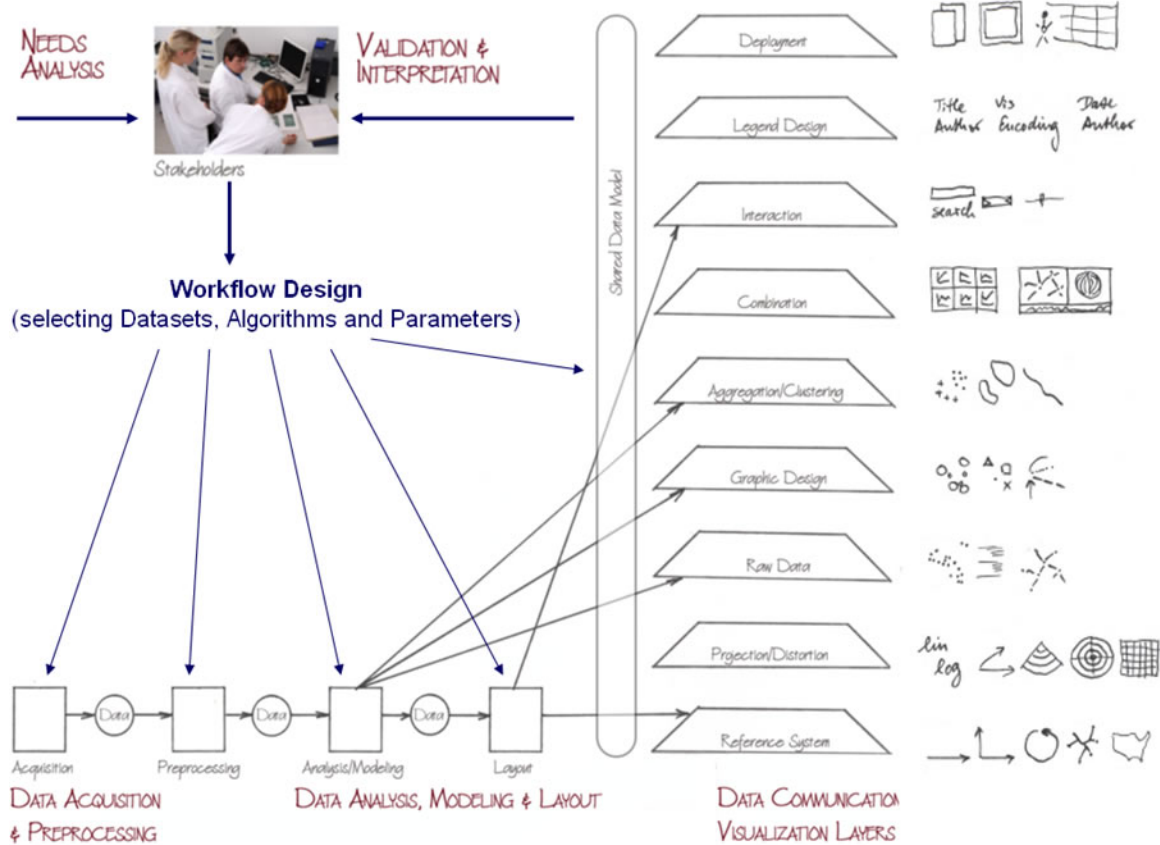 NEEDS
ANALYSIS
VALIDATION &
INTERPRETATION
Stakeholders
Workflow Design
(selecting Datasets, Algorithms and Parameters)
Data
Data
Data
Acquisition
Preprocessing
Analysis/Modeling
Layout
DATA ACQUISITION
& PREPROCESSING
DATA ANALYSIS, MODELING & LAYOUT
Shared Data Model
Deployment
Legend Design
Title Vis Date
Author Encoding Author
Interaction
search
Combination
Aggregation/Clustering
Graphic Design
Raw Data
Projection/Distortion
lin
log
Reference System
DATA COMMUNICATION
VISUALIZATION LAYERS